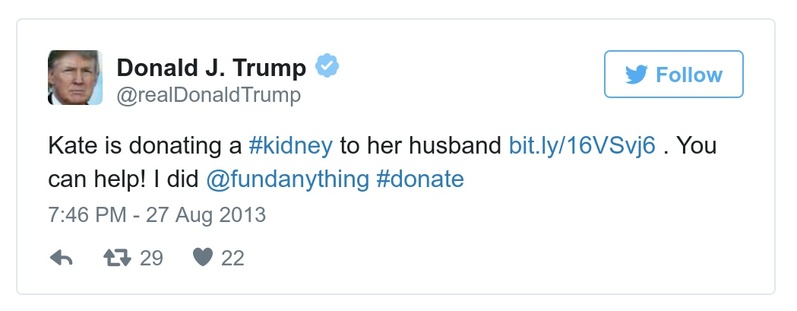 Donald J. Trump
@realDonaldTrump
Follow
Kate is donating a #kidney to her husband bit.ly/16VSvj6 . You
can help! I did @fundanything #donate
7:46 PM - 27 Aug 2013
29 22